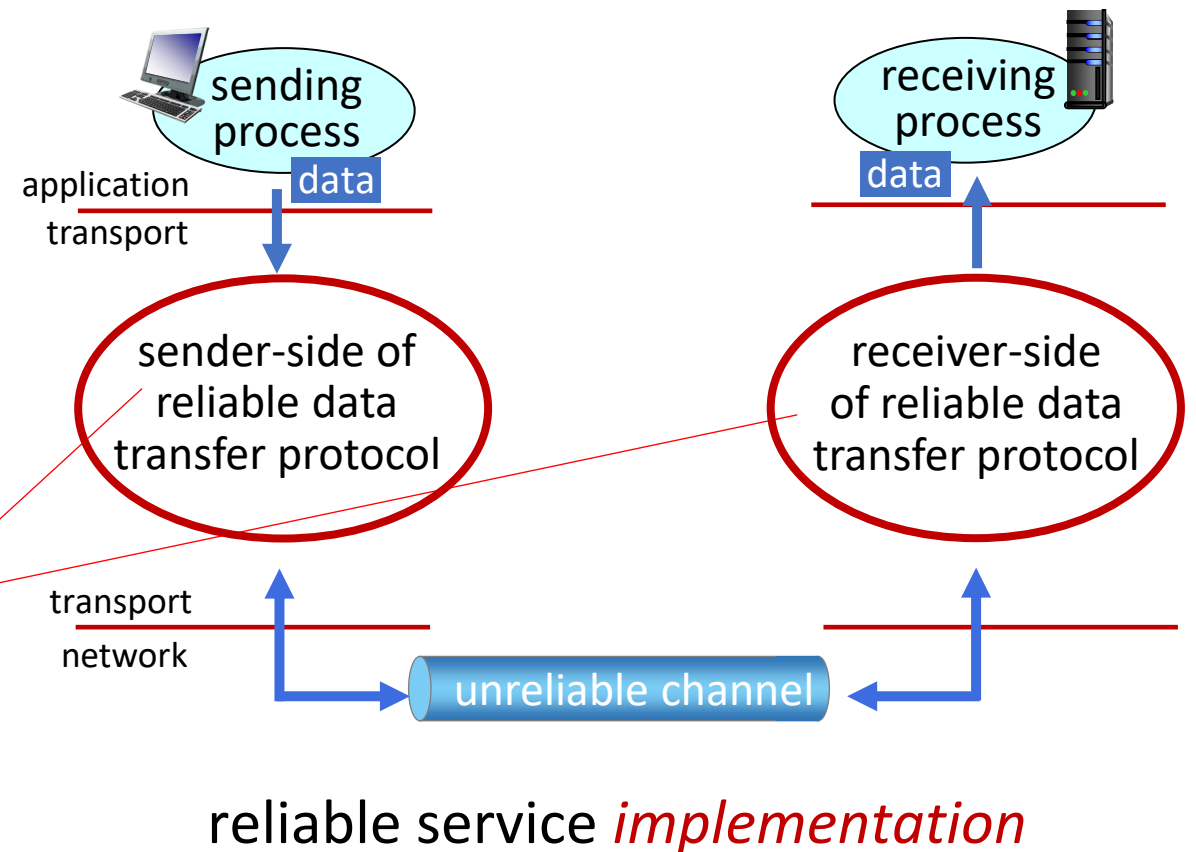 sending
process
receiving
process
data
data
application
transport
sender-side of
reliable data
transfer protocol
receiver-side
of reliable data
transfer protocol
transport
network
unreliable channel
reliable service implementation